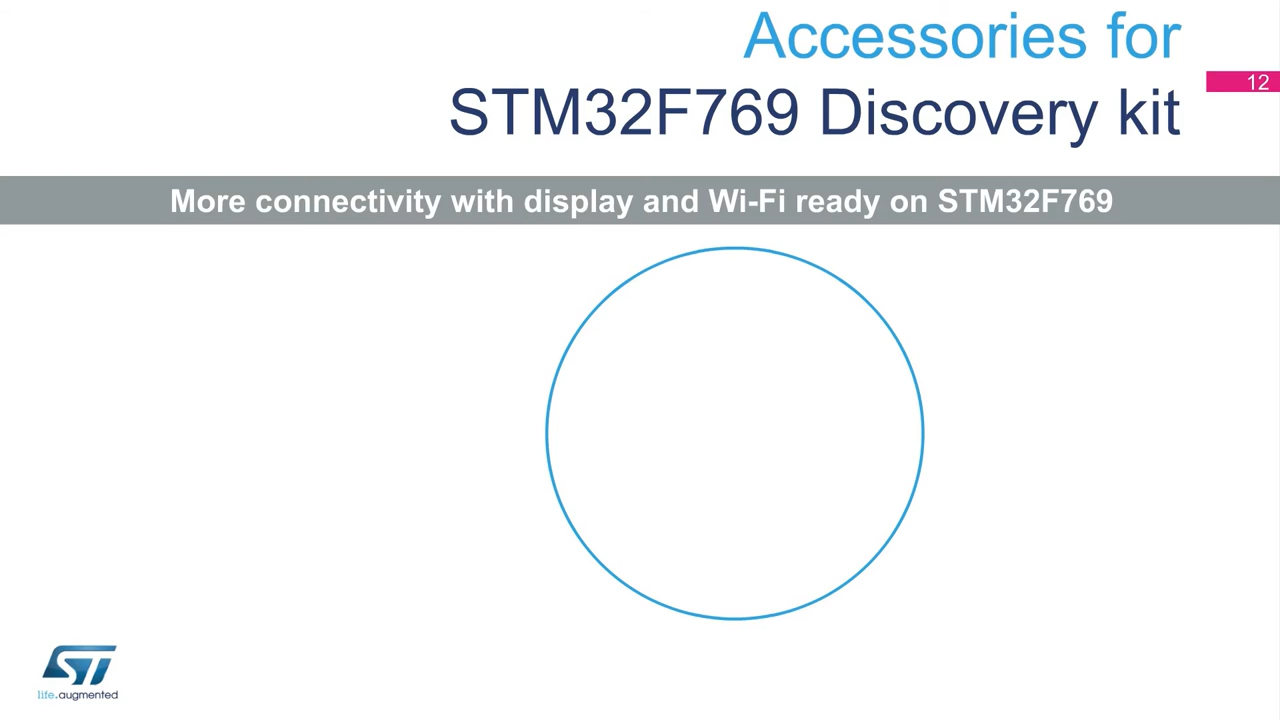 Accessories for
12
STM32F769 Discovery kit
More connectivity with display and Wi-Fi ready on STM32F769
ST
life.augmented